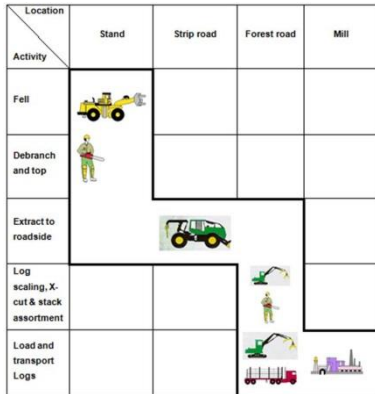 Location
Activity
Stand
Strip road
Forest road
Mill
Fell
Debranch
and top
Extract to
roadside
Log
scaling, X-
cut & stack
assortment
Load and
transport
Logs